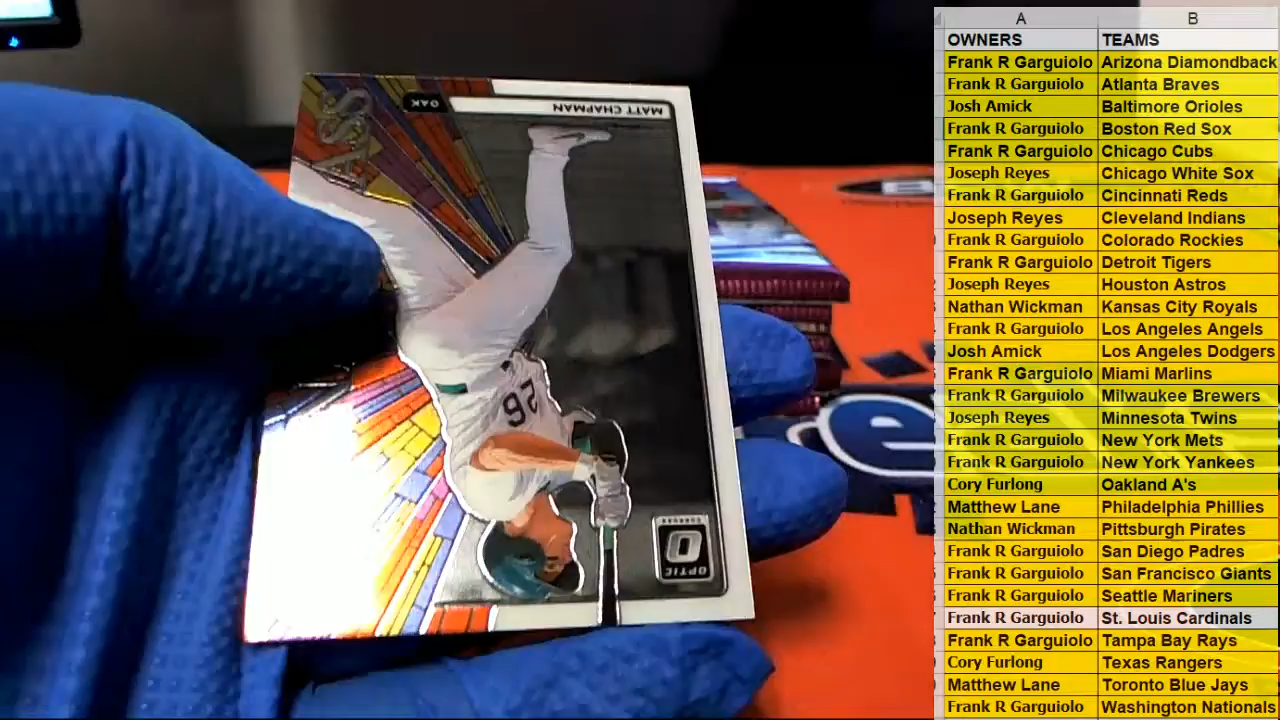 MATT CHAPMAN
OAK
26
OPTIC
DONRUSS
A B
OWNERS TEAMS
Frank R Garguiolo Arizona Diamondback
Frank R Garguiolo Atlanta Braves
Josh Amick Baltimore Orioles
Frank R Garguiolo Boston Red Sox
Frank R Garguiolo Chicago Cubs
Joseph Reyes Chicago White Sox
Frank R Garguiolo Cincinnati Reds
Joseph Reyes Cleveland Indians
Frank R Garguiolo Colorado Rockies
Frank R Garguiolo Detroit Tigers
Joseph Reyes Houston Astros
Nathan Wickman Kansas City Royals
Frank R Garguiolo Los Angeles Angels
Josh Amick Los Angeles Dodgers
Frank R Garguiolo Miami Marlins
Frank R Garguiolo Milwaukee Brewers
Joseph Reyes Minnesota Twins
Frank R Garguiolo New York Mets
Frank R Garguiolo New York Yankees
Cory Furlong Oakland A's
Matthew Lane Philadelphia Phillies
Nathan Wickman Pittsburgh Pirates
Frank R Garguiolo San Diego Padres
Frank R Garguiolo San Francisco Giants
Frank R Garguiolo Seattle Mariners
Frank R Garguiolo St. Louis Cardinals
Frank R Garguiolo Tampa Bay Rays
Cory Furlong Texas Rangers
Matthew Lane Toronto Blue Jays
Frank R Garguiolo Washington Nationals